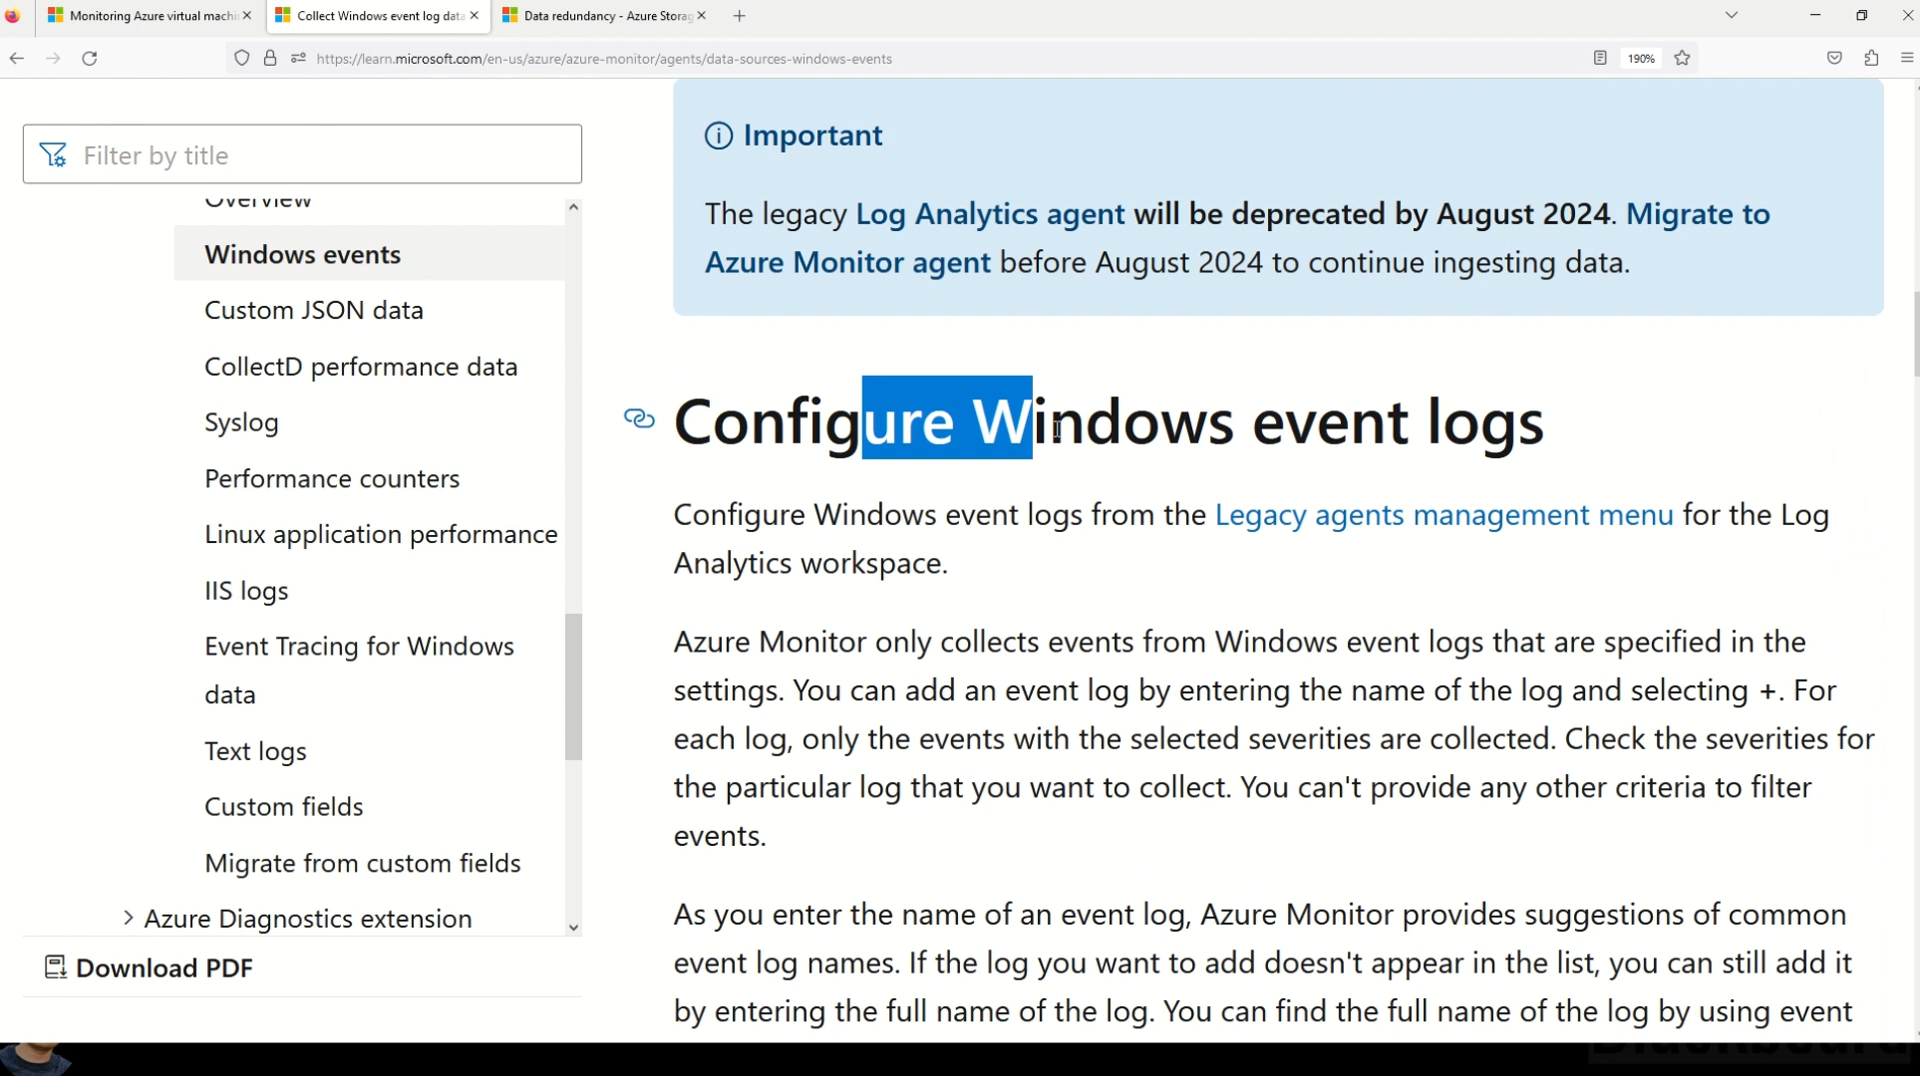 Monitoring Azure virtual machi
Collect Windows event log data
Data redundancy - Azure Storag
https://learn.microsoft.com/en-us/azure/azure-monitor/agents/data-sources-windows-events
190%
Filter by title
Overview
Windows events
Custom JSON data
CollectD performance data
Syslog
Performance counters
Linux application performance
IIS logs
Event Tracing for Windows
data
Text logs
Custom fields
Migrate from custom fields
Azure Diagnostics extension
Download PDF
Important
The legacy Log Analytics agent will be deprecated by August 2024. Migrate to
Azure Monitor agent before August 2024 to continue ingesting data.
Configure Windows event logs
Configure Windows event logs from the Legacy agents management menu for the Log
Analytics workspace.
Azure Monitor only collects events from Windows event logs that are specified in the
settings. You can add an event log by entering the name of the log and selecting +. For
each log, only the events with the selected severities are collected. Check the severities for
the particular log that you want to collect. You can't provide any other criteria to filter
events.
As you enter the name of an event log, Azure Monitor provides suggestions of common
event log names. If the log you want to add doesn't appear in the list, you can still add it
by entering the full name of the log. You can find the full name of the log by using event